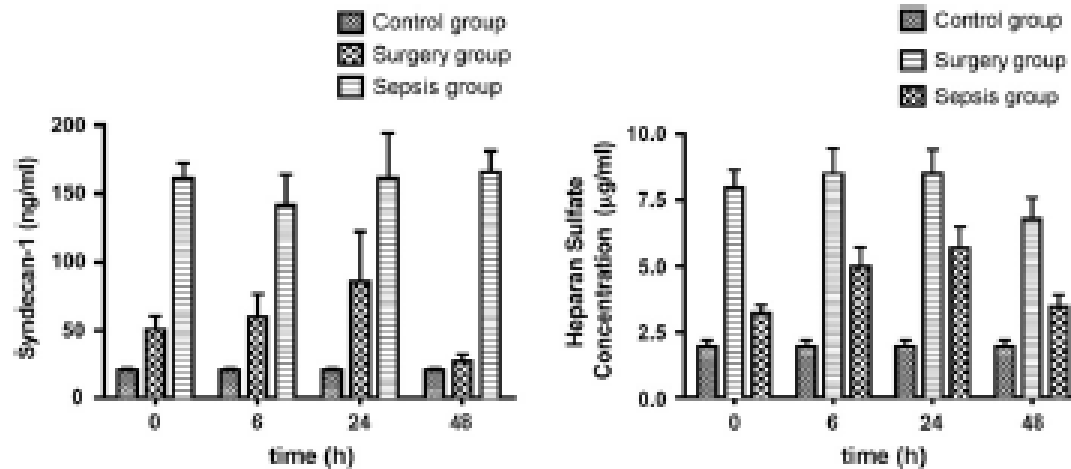 Control group
Surgery group
Sepsis group
200
150
100
50
0
Syndecan-1 (ng/ml)
0 6 24 48
time (h)
Control group
Surgery group
Sepsis group
10.0
7.5
5.0
2.5
0.0
Heparan Sulfate
Concentration (µg/ml)
0 6 24 48
time (h)